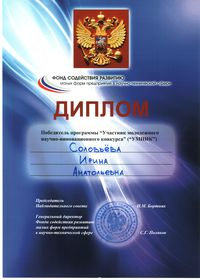 ФОНД СОДЕЙСТВИЯ РАЗВИТИЮ
малых форм предприятий в научно-технической сфере
ДИПЛОМ
Победитель программы "Участник молодежного
научно-инновационного конкурса" ("УМНИК")
Соловьёва
Ирина
Анатольевна
Председатель
Наблюдательного совета
И.М. Бортник
Генеральный директор
Фонда содействия развитию
малых форм предприятий
в научно-технической сфере
С.Г. Поляков